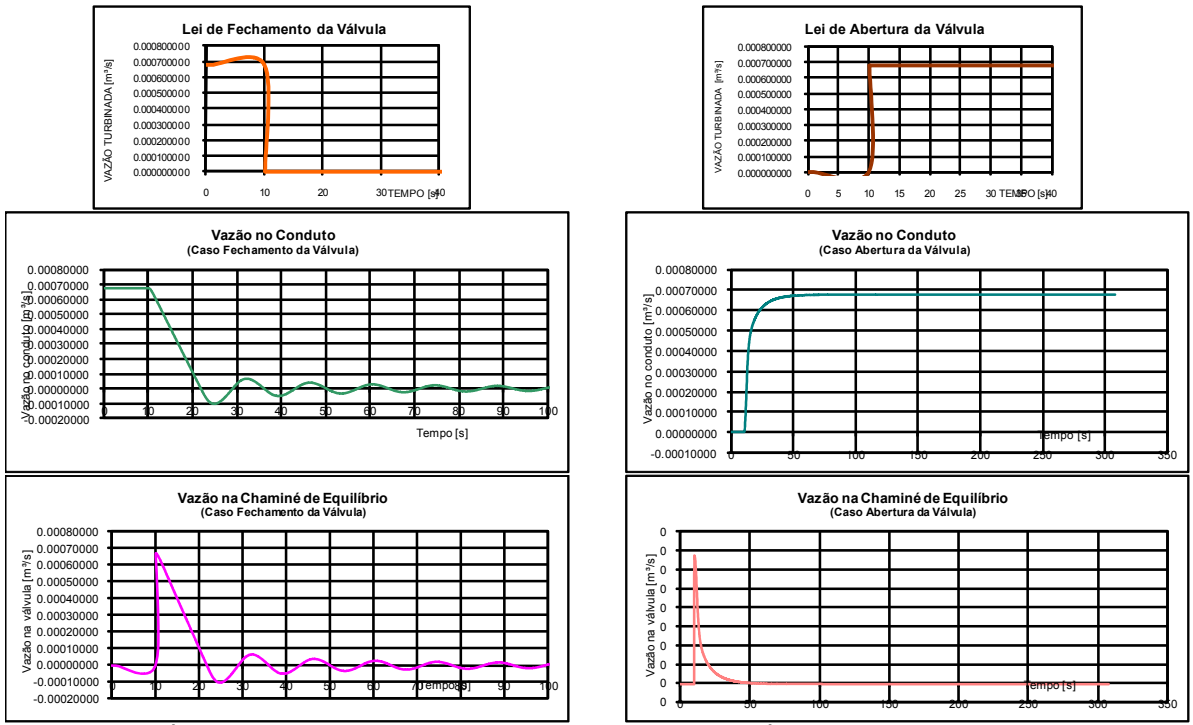 Lei de Fechamento da Válvula
VAZÃO TURBINADA [m³/s]
0.000800000
0.000700000
0.000600000
0.000500000
0.000400000
0.000300000
0.000200000
0.000100000
0.000000000
0 10 20 30 TEMPO [s] 40
Lei de Abertura da Válvula
VAZÃO TURBINADA [m³/s]
0.000800000
0.000700000
0.000600000
0.000500000
0.000400000
0.000300000
0.000200000
0.000100000
0.000000000
0 5 10 15 20 25 30 35 TEMPO [s] 40
Vazão no Conduto
(Caso Fechamento da Válvula)
Vazão no conduto [m³/s]
0.00080000
0.00070000
0.00060000
0.00050000
0.00040000
0.00030000
0.00020000
0.00010000
0.00000000
-0.00010000
-0.00020000
0 10 20 30 40 50 60 70 80 90 100
Tempo [s]
Vazão no Conduto
(Caso Abertura da Válvula)
Vazão no conduto [m³/s]
0.00080000
0.00070000
0.00060000
0.00050000
0.00040000
0.00030000
0.00020000
0.00010000
0.00000000
-0.00010000
Tempo [s]
0 50 100 150 200 250 300 350
Vazão na Chaminé de Equilíbrio
(Caso Fechamento da Válvula)
Vazão na válvula [m³/s]
0.00080000
0.00070000
0.00060000
0.00050000
0.00040000
0.00030000
0.00020000
0.00010000
0.00000000
-0.00010000
-0.00020000
0 10 20 30 40 50 60 70 80 90 100
Tempo [s]
Vazão na Chaminé de Equilíbrio
(Caso Abertura da Válvula)
Vazão na válvula [m³/s]
0
0
0
0
0
0
0
0
0
0
Tempo [s]
0 50 100 150 200 250 300 350